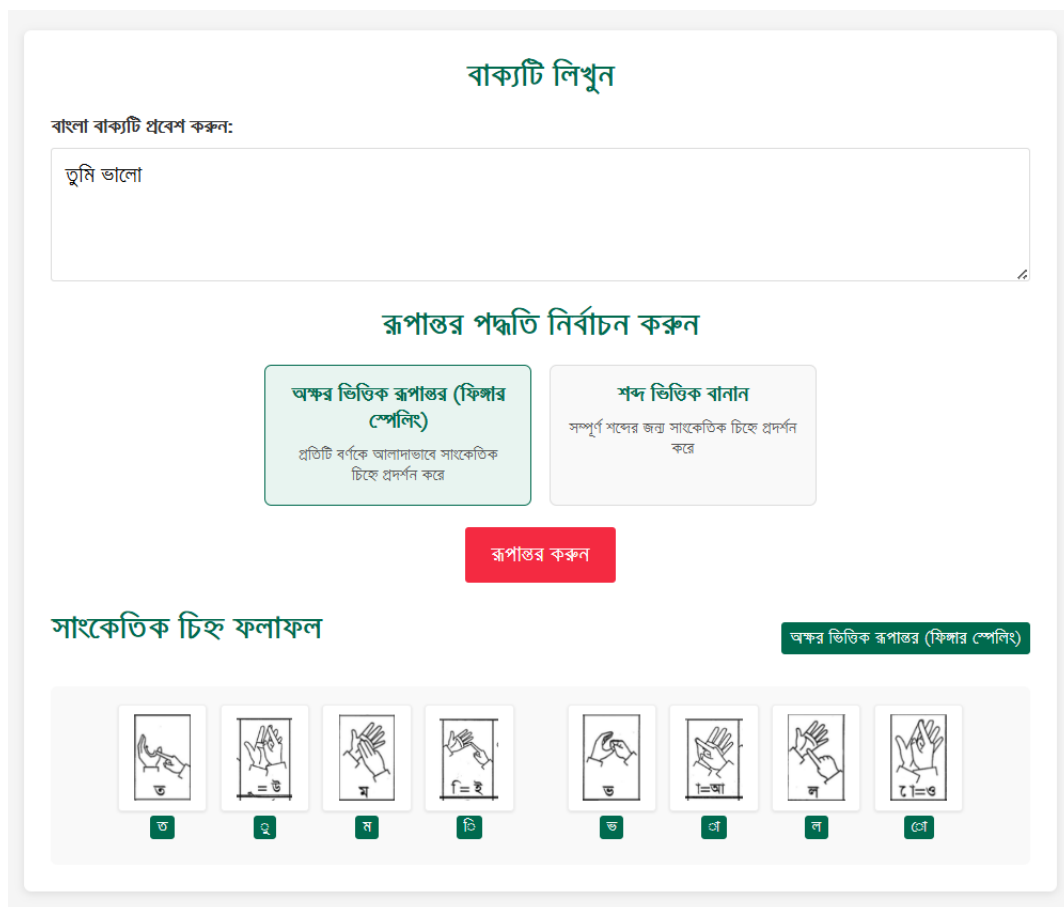 বাক্যটি লিখুন
বাংলা বাক্যটি প্রবেশ করুন:
তুমি ভালো
রূপান্তর পদ্ধতি নির্বাচন করুন
অক্ষর ভিত্তিক রূপান্তর (ফিঙ্গার
স্পেলিং)
প্রতিটি বর্ণকে আলাদাভাবে সাংকেতিক
চিহ্নে প্রদর্শন করে
শব্দ ভিত্তিক বানান
সম্পূর্ণ শব্দের জন্য সাংকেতিক চিহ্নে প্রদর্শন
করে
রূপান্তর করুন
সাংকেতিক চিহ্ন ফলাফল
অক্ষর ভিত্তিক রূপান্তর (ফিঙ্গার স্পেলিং)
ত ু = উ ম ি = ই ভ া=আ ল ো=ও
ত ু ম ি ভ া ল ো